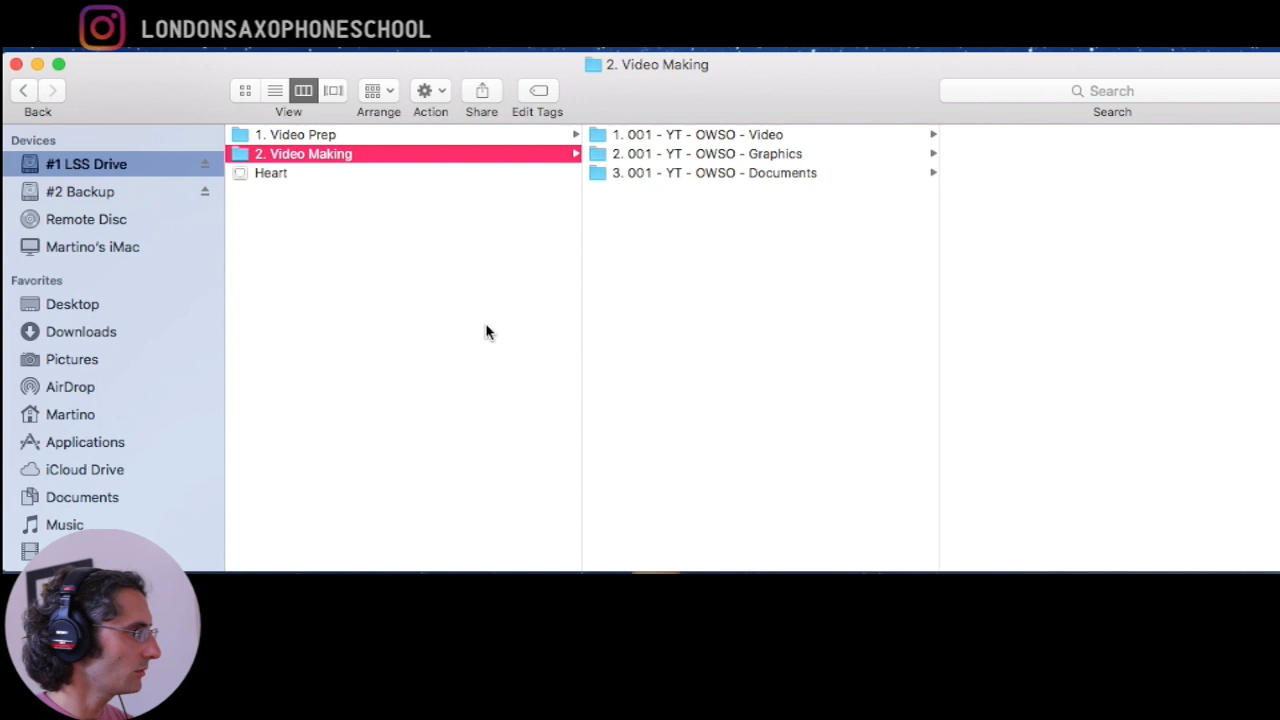 LONDONSAXOPHONESCHOOL
2. Video Making
Back
View
Arrange
Action
Share
Edit Tags
Search
Search
Devices
#1 LSS Drive
#2 Backup
Remote Disc
Martino's iMac
Favorites
Desktop
Downloads
Pictures
AirDrop
Martino
Applications
iCloud Drive
Documents
Music
1. Video Prep
2. Video Making
Heart
1. 001 - YT - OWSO - Video
2. 001 - YT - OWSO - Graphics
3. 001 - YT - OWSO - Documents